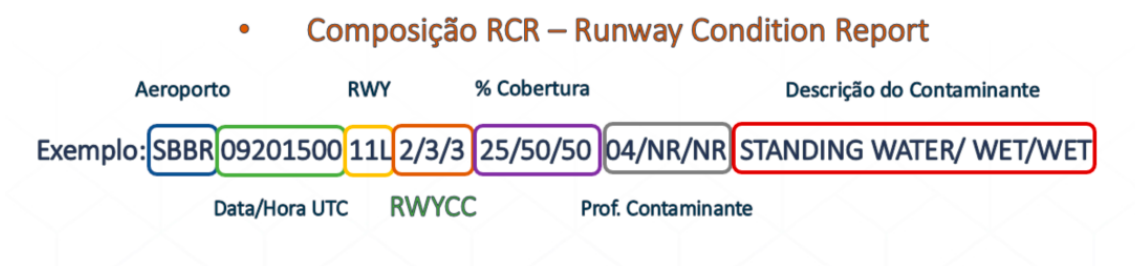 • Composição RCR – Runway Condition Report
Aeroporto RWY % Cobertura Descrição do Contaminante
Exemplo: SBBR 09201500 11L 2/3/3 25/50/50 04/NR/NR STANDING WATER/ WET/WET
Data/Hora UTC RWYCC Prof. Contaminante